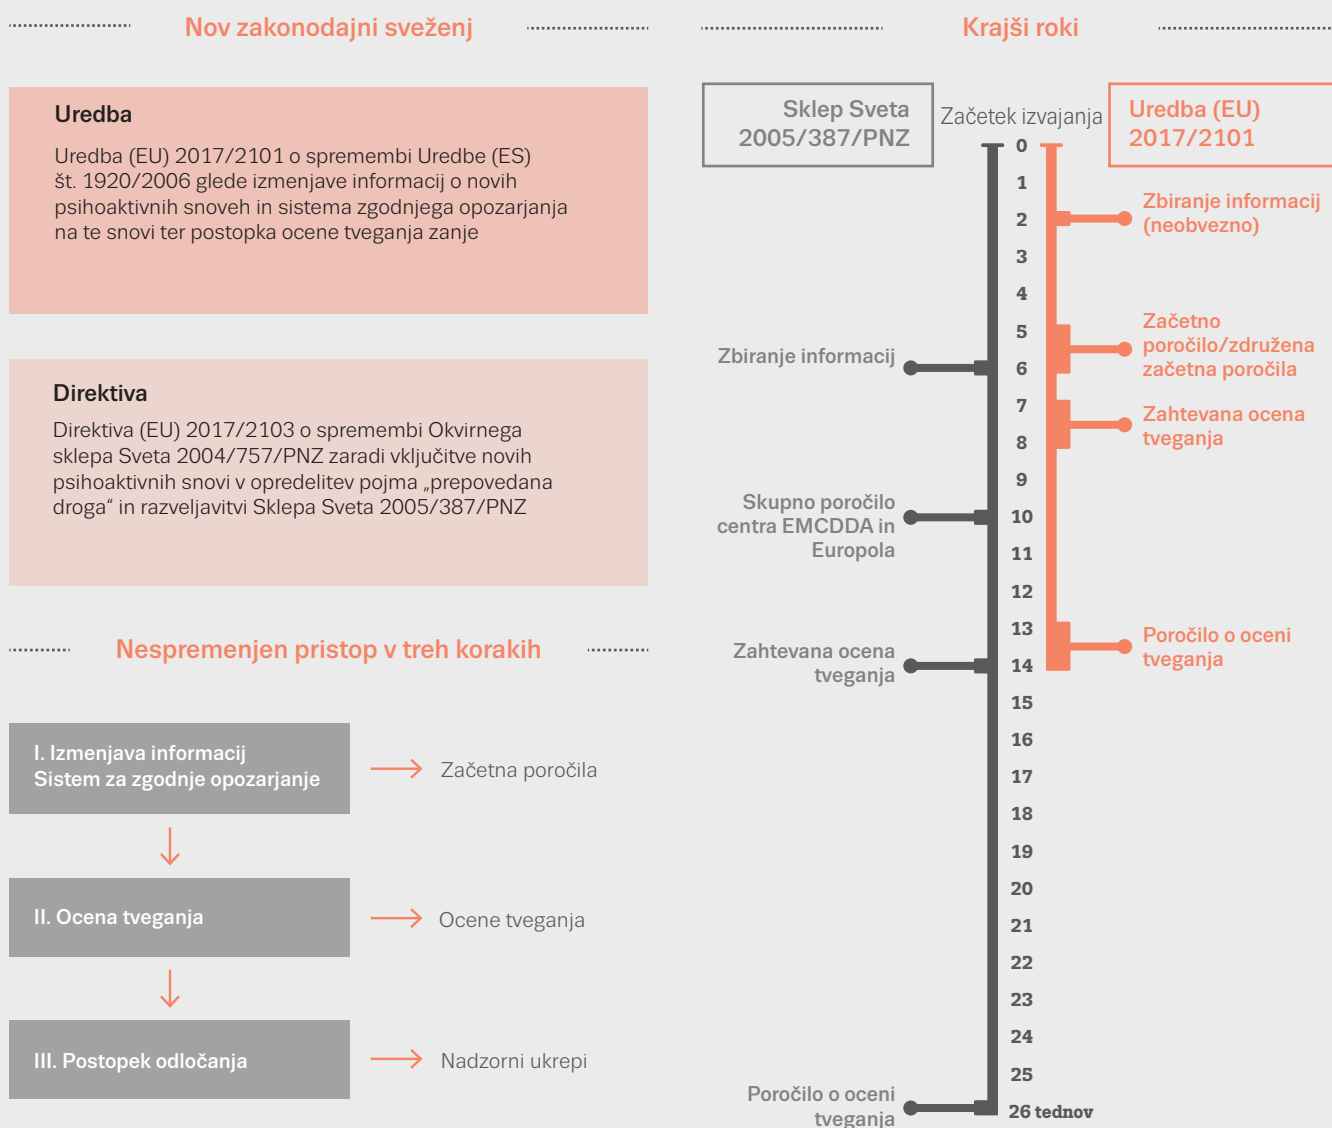 Nov zakonodajni sveženj
Uredba
Uredba (EU) 2017/2101 o spremembi Uredbe (ES)
št. 1920/2006 glede izmenjave informacij o novih
psihoaktivnih snoveh in sistema zgodnjega opozarjanja
na te snovi ter postopka ocene tveganja zanje
Direktiva
Direktiva (EU) 2017/2103 o spremembi Okvirnega
sklepa Sveta 2004/757/PNZ zaradi vključitve novih
psihoaktivnih snovi v opredelitev pojma „prepovedana
droga“ in razveljavitvi Sklepa Sveta 2005/387/PNZ
Nespremenjen pristop v treh korakih
I. Izmenjava informacij
Sistem za zgodnje opozarjanje
Začetna poročila
II. Ocena tveganja
Ocene tveganja
III. Postopek odločanja
Nadzorni ukrepi
Krajši roki
Sklep Sveta
2005/387/PNZ
Začetek izvajanja
Uredba (EU)
2017/2101
Zbiranje informacij
Skupno poročilo
centra EMCDDA in
Europola
Zahtevana ocena
tveganja
Poročilo o oceni
tveganja
0
1
2
3
4
5
6
7
8
9
10
11
12
13
14
15
16
17
18
19
20
21
22
23
24
25
26 tednov
Zbiranje informacij
(neobvezno)
Začetno
poročilo/združena
začetna poročila
Zahtevana ocena
tveganja
Poročilo o oceni
tveganja